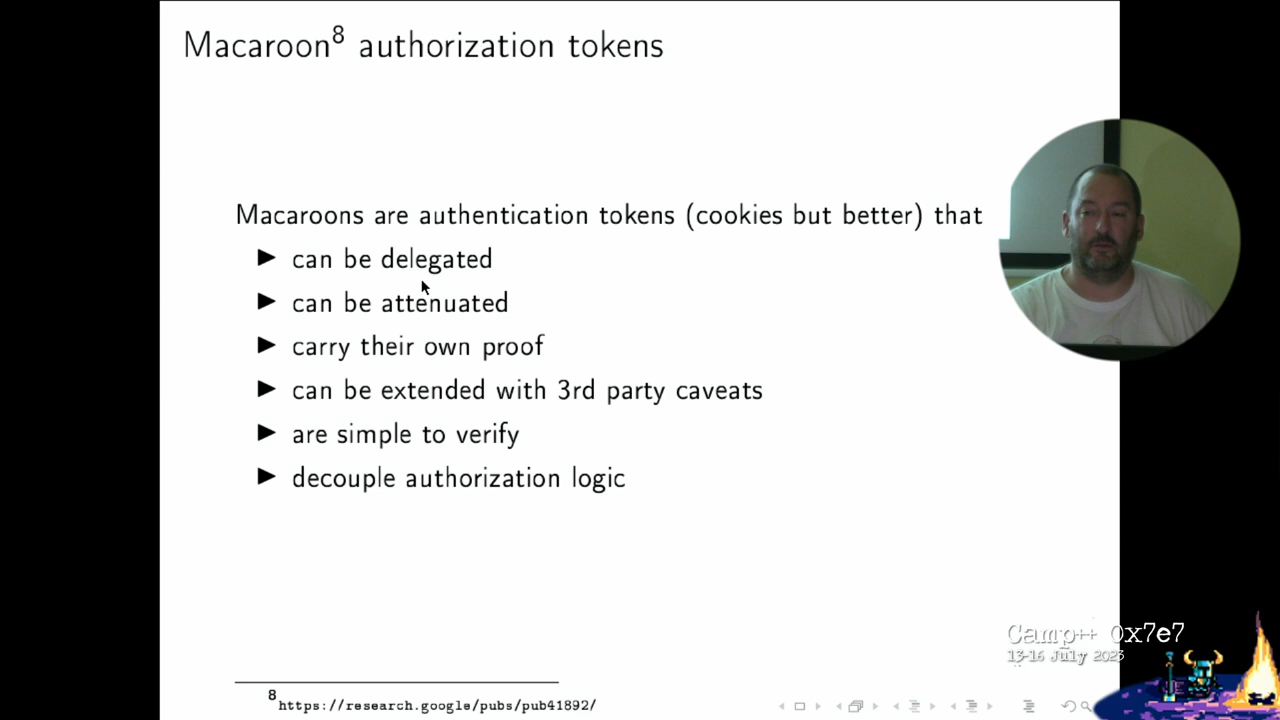 Macaroon⁸ authorization tokens
Macaroons are authentication tokens (cookies but better) that
▶ can be delegated
▶ can be attenuated
▶ carry their own proof
▶ can be extended with 3rd party caveats
▶ are simple to verify
▶ decouple authorization logic
Camp++ 0x7e7
13-16 July 2023
⁸https://research.google/pubs/pub41892/